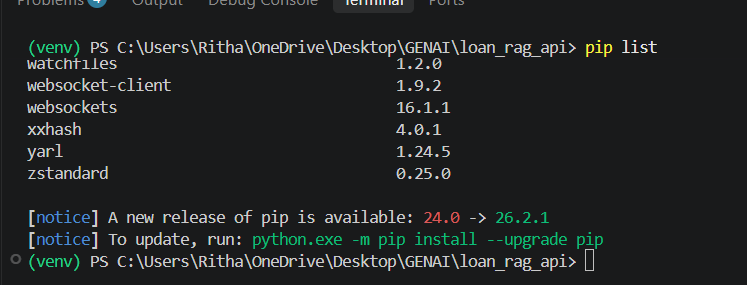 Problems 4 Output Debug Console Terminal Ports
(venv) PS C:\Users\Ritha\OneDrive\Desktop\GENAI\loan_rag_api> pip list
watchfiles 1.2.0
websocket-client 1.9.2
websockets 16.1.1
xxhash 4.0.1
yarl 1.24.5
zstandard 0.25.0
[notice] A new release of pip is available: 24.0 -> 26.2.1
[notice] To update, run: python.exe -m pip install --upgrade pip
(venv) PS C:\Users\Ritha\OneDrive\Desktop\GENAI\loan_rag_api>